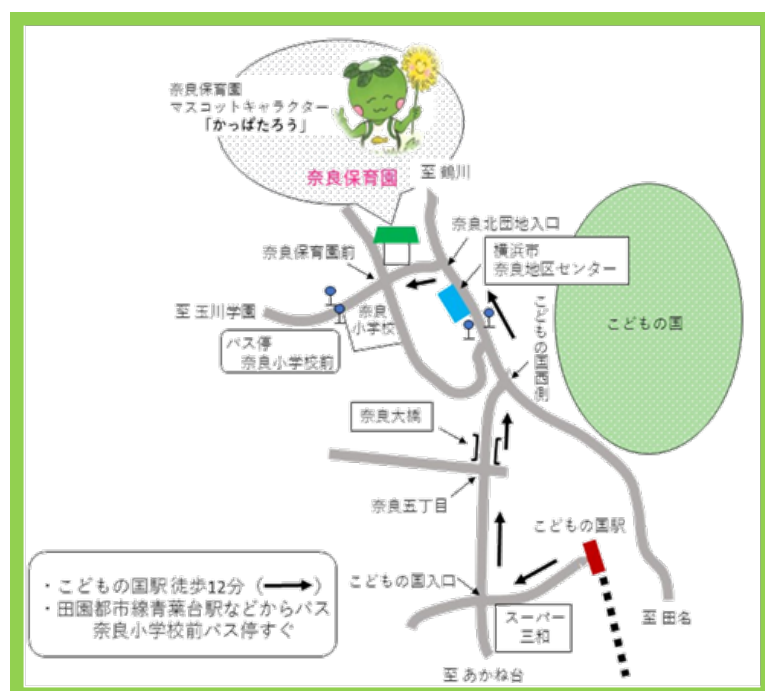 奈良保育園
マスコットキャラクター
「かっぱたろう」
奈良保育園
至 鶴川
奈良北団地入口
横浜市
奈良地区センター
奈良保育園前
至 玉川学園
奈良
小学校
バス停
奈良小学校前
こどもの国西側
こどもの国
奈良大橋
奈良五丁目
こどもの国駅
こどもの国入口
スーパー
三和
至 田名
至 あかね台
・こどもの国駅 徒歩12分（➡）
・田園都市線青葉台駅などからバス
奈良小学校前バス停すぐ